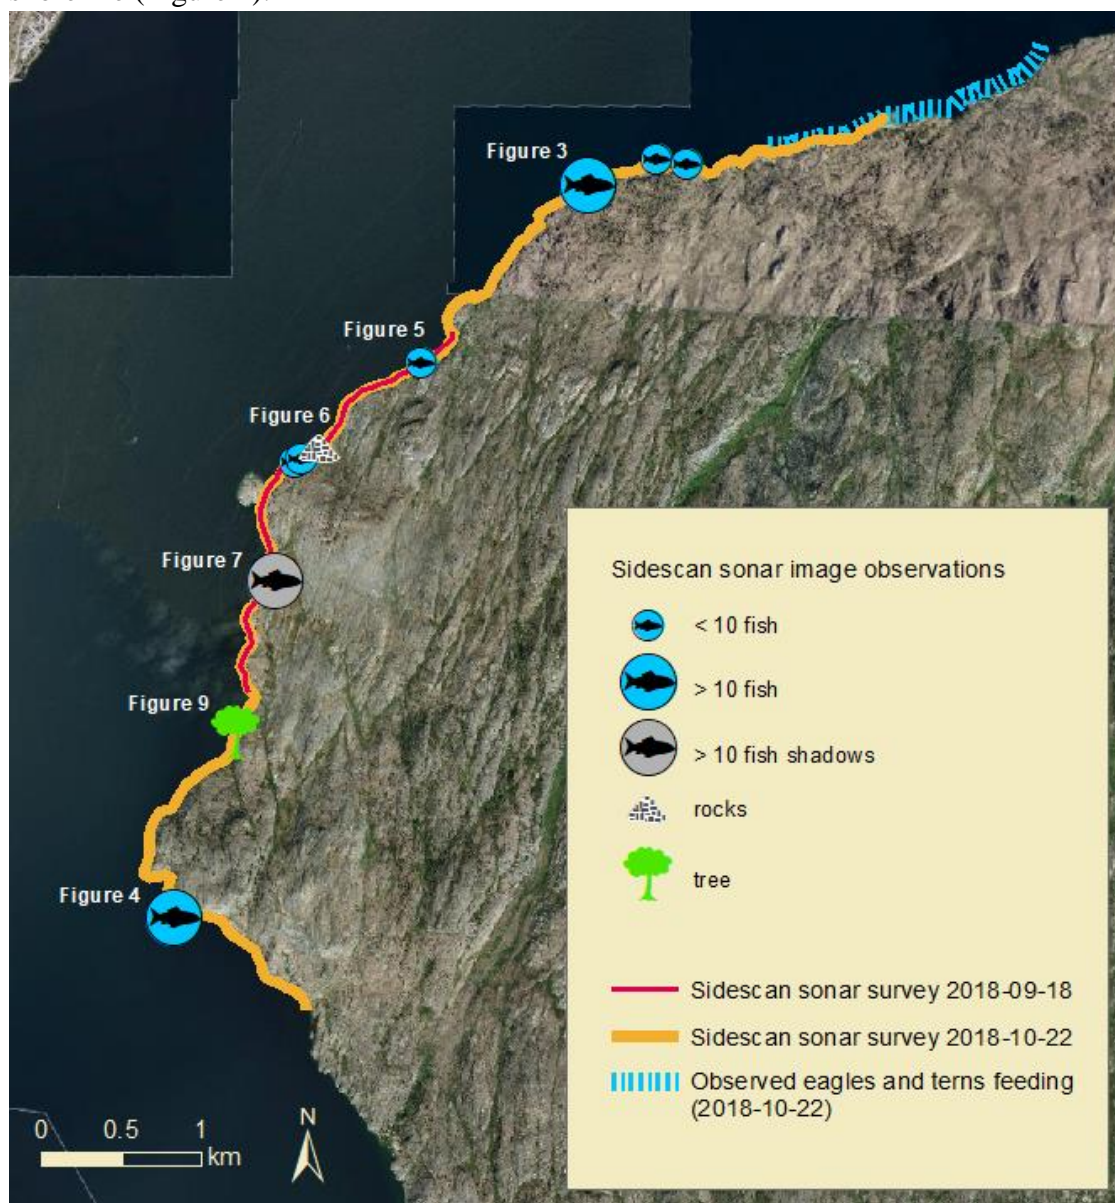 Figure 3
Figure 5
Figure 6
Figure 7
Figure 9
Figure 4
Sidescan sonar image observations
< 10 fish
> 10 fish
> 10 fish shadows
rocks
tree
Sidescan sonar survey 2018-09-18
Sidescan sonar survey 2018-10-22
Observed eagles and terns feeding
(2018-10-22)
N
0 0.5 1
km